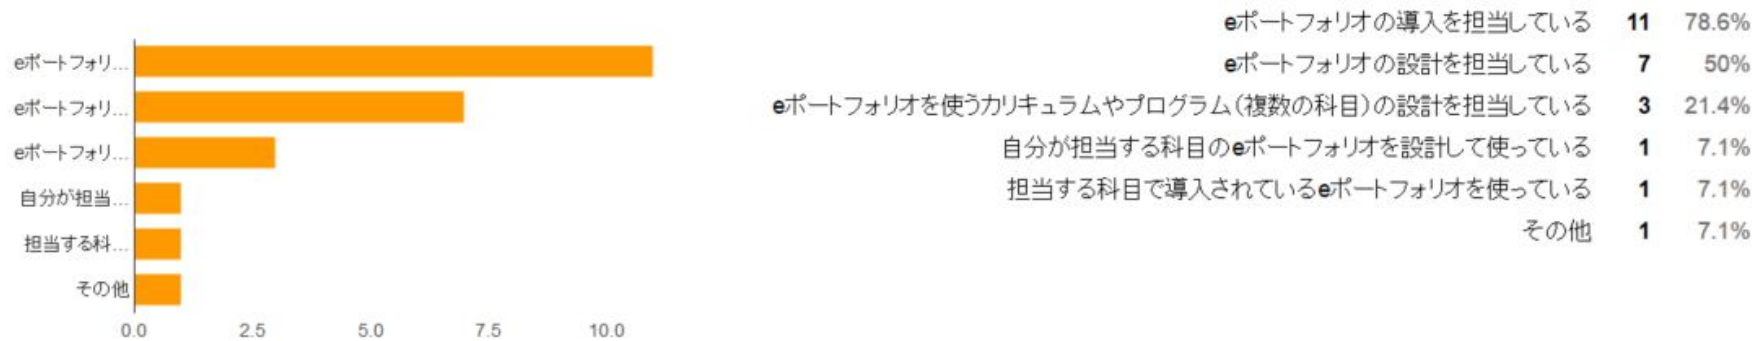 eポートフォリ...
eポートフォリ...
eポートフォリ...
自分が担当...
担当する科...
その他
0.0 2.5 5.0 7.5 10.0
eポートフォリオの導入を担当している 11 78.6%
eポートフォリオの設計を担当している 7 50%
eポートフォリオを使うカリキュラムやプログラム(複数の科目)の設計を担当している 3 21.4%
自分が担当する科目のeポートフォリオを設計して使っている 1 7.1%
担当する科目で導入されているeポートフォリオを使っている 1 7.1%
その他 1 7.1%